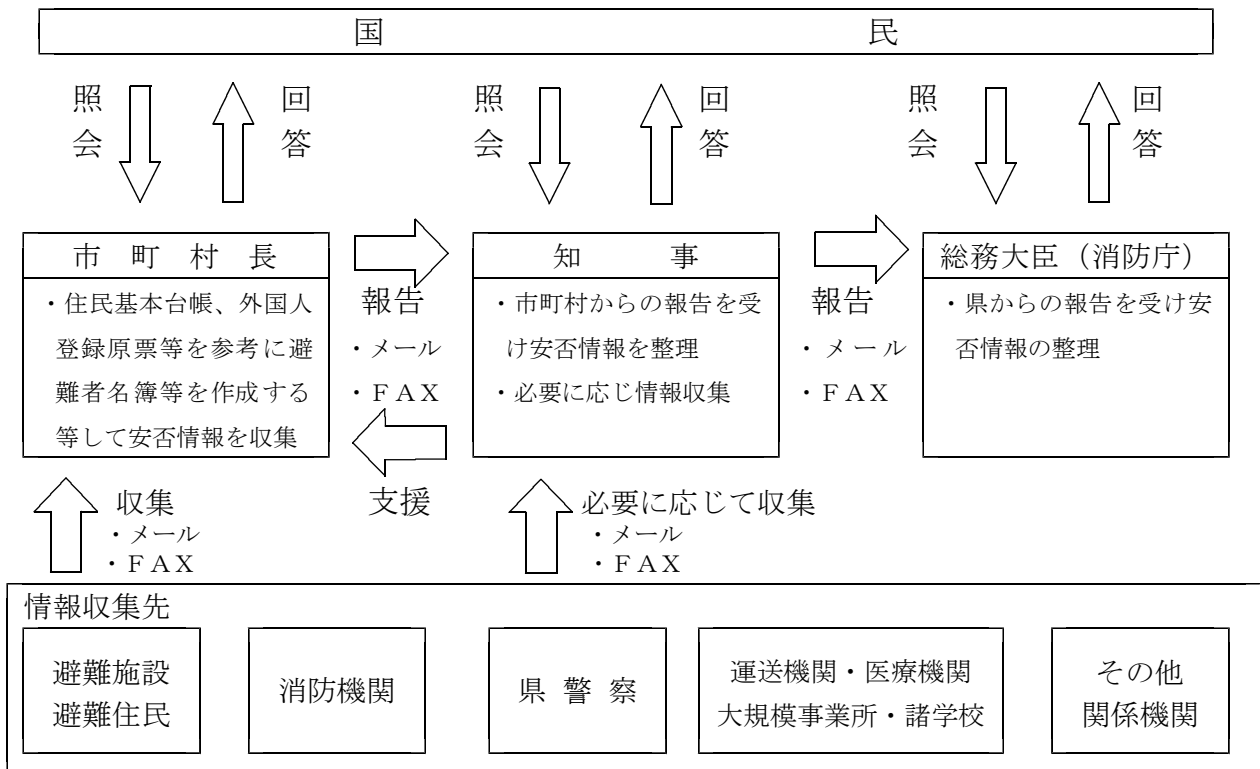 国 民
照会
回答
照会
回答
照会
回答
市 町 村 長
・住民基本台帳、外国人
登録原票等を参考に避
難者名簿等を作成する
等して安否情報を収集
報告
・メール
・ＦＡＸ
支援
知 事
・市町村からの報告を受
け安否情報を整理
・必要に応じ情報収集
報告
・メール
・ＦＡＸ
総務大臣（消防庁）
・県からの報告を受け安
否情報の整理
収集
・メール
・ＦＡＸ
必要に応じて収集
・メール
・ＦＡＸ
情報収集先
避難施設
避難住民
消防機関
県 警 察
運送機関・医療機関
大規模事業所・諸学校
その他
関係機関